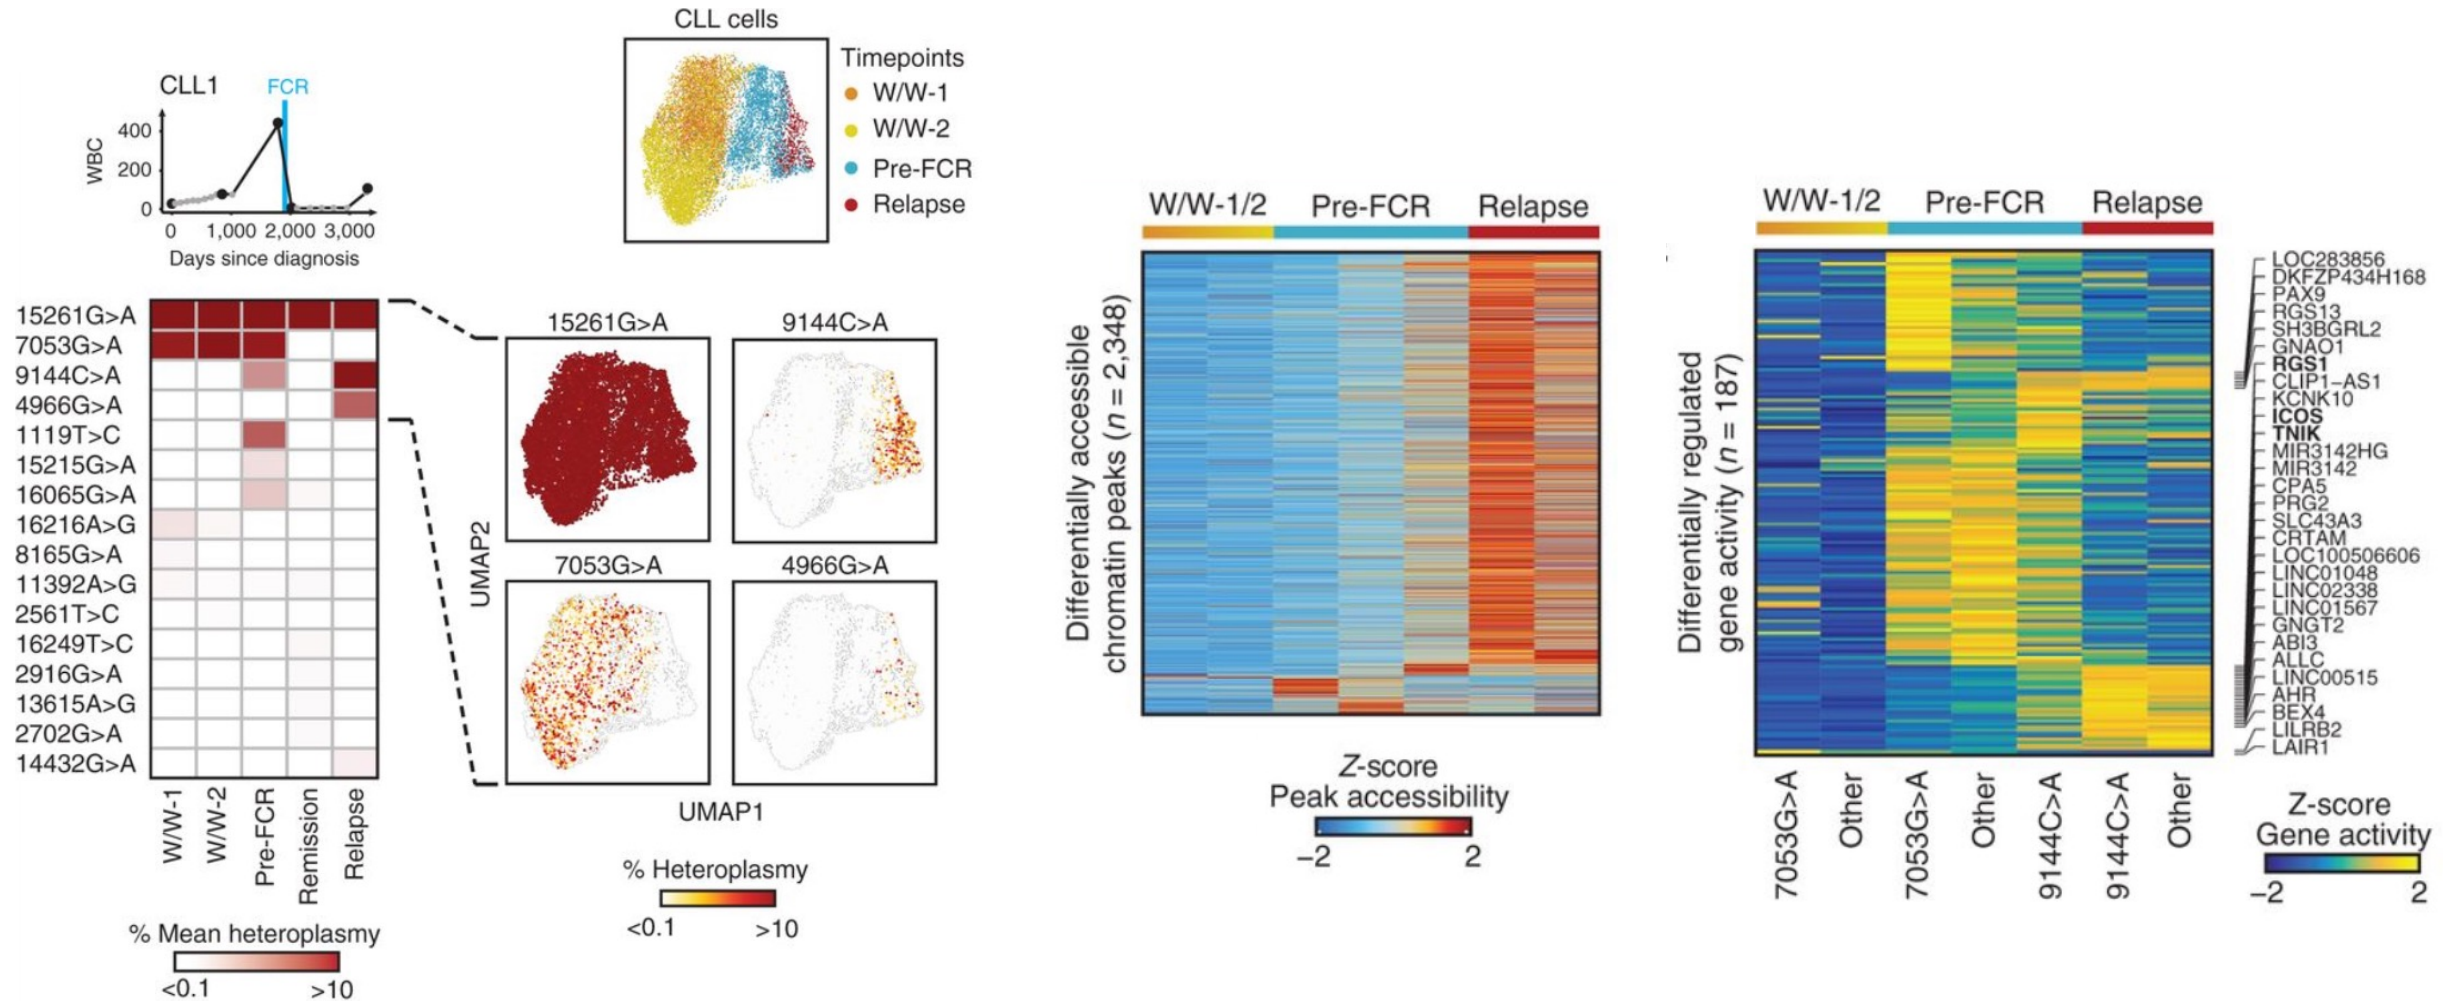 CLL1
FCR
WBC
400
200
0
0 1,000 2,000 3,000
Days since diagnosis
CLL cells
Timepoints
W/W-1
W/W-2
Pre-FCR
Relapse
15261G>A
7053G>A
9144C>A
4966G>A
1119T>C
15215G>A
16065G>A
16216A>G
8165G>A
11392A>G
2561T>C
16249T>C
2916G>A
13615A>G
2702G>A
14432G>A
W/W-1
W/W-2
Pre-FCR
Remission
Relapse
% Mean heteroplasmy
<0.1 >10
15261G>A
9144C>A
7053G>A
4966G>A
UMAP2
UMAP1
% Heteroplasmy
<0.1 >10
W/W-1/2 Pre-FCR Relapse
Differentially accessible
chromatin peaks (n = 2,348)
Z-score
Peak accessibility
−2 2
W/W-1/2 Pre-FCR Relapse
Differentially regulated
gene activity (n = 187)
LOC283856
DKFZP434H168
PAX9
RGS13
SH3BGRL2
GNAO1
RGS1
CLIP1−AS1
KCNK10
ICOS
TNIK
MIR3142HG
MIR3142
CPA5
PRG2
SLC43A3
CRTAM
LOC100506606
LINC01048
LINC02338
LINC01567
GNGT2
ABI3
ALLC
LINC00515
AHR
BEX4
LILRB2
LAIR1
7053G>A
Other
7053G>A
Other
9144C>A
9144C>A
Other
Z-score
Gene activity
−2 2